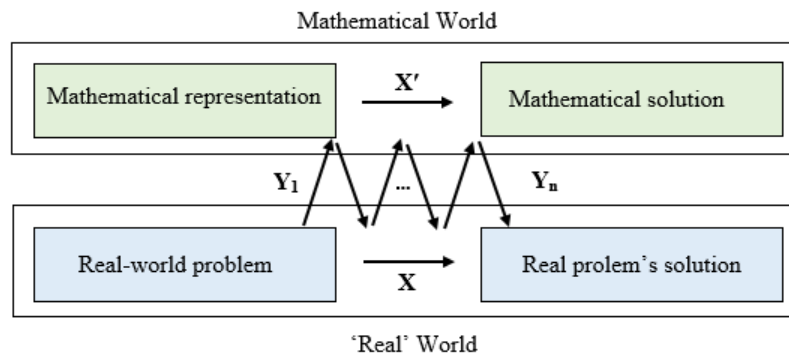 Mathematical World
Mathematical representation
X′
Mathematical solution
Y1
...
Yn
Real-world problem
X
Real prolem's solution
‘Real’ World